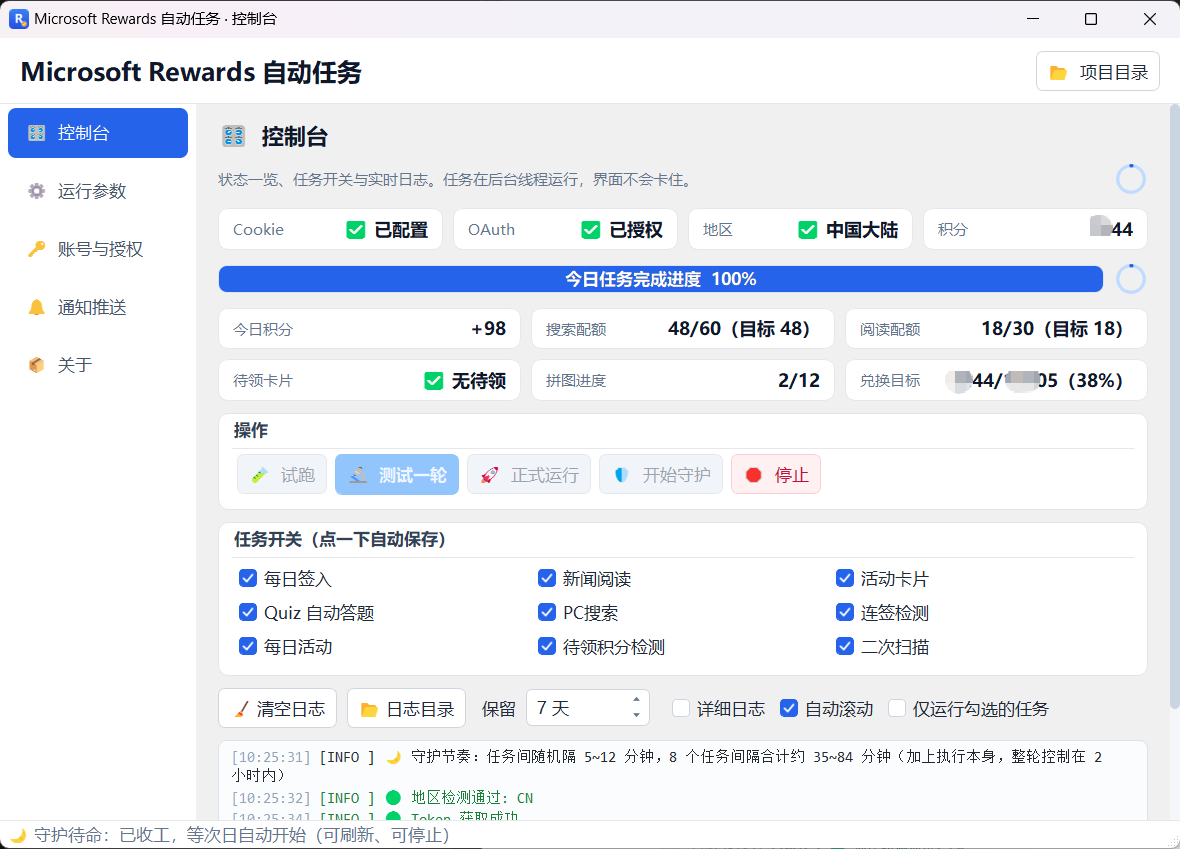 Microsoft Rewards 自动任务 · 控制台
Microsoft Rewards 自动任务
项目目录
控制台
运行参数
账号与授权
通知推送
关于
控制台
状态一览、任务开关与实时日志。任务在后台线程运行，界面不会卡住。
Cookie 已配置
OAuth 已授权
地区 中国大陆
积分 44
今日任务完成进度 100%
今日积分 +98
搜索配额 48/60（目标 48）
阅读配额 18/30（目标 18）
待领卡片 无待领
拼图进度 2/12
兑换目标 44/ 05（38%）
操作
试跑
测试一轮
正式运行
开始守护
停止
任务开关（点一下自动保存）
每日签入
新闻阅读
活动卡片
Quiz 自动答题
PC搜索
连签检测
每日活动
待领积分检测
二次扫描
清空日志
日志目录
保留
7 天
详细日志
自动滚动
仅运行勾选的任务
[10:25:31] [INFO ] 守护节奏：任务间随机隔 5~12 分钟，8 个任务间隔合计约 35~84 分钟（加上执行本身，整轮控制在 2
小时内）
[10:25:32] [INFO ] 地区检测通过: CN
[10:25:34] [INFO ] Token 获取成功
守护待命：已收工，等次日自动开始（可刷新、可停止）